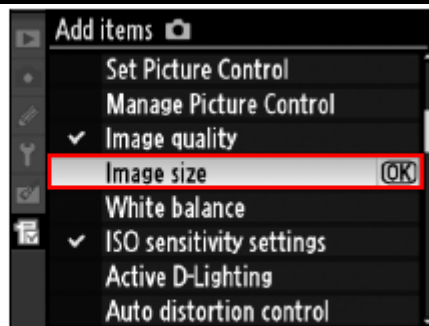 Add items
Set Picture Control
Manage Picture Control
Image quality
Image size OK
White balance
ISO sensitivity settings
Active D-Lighting
Auto distortion control